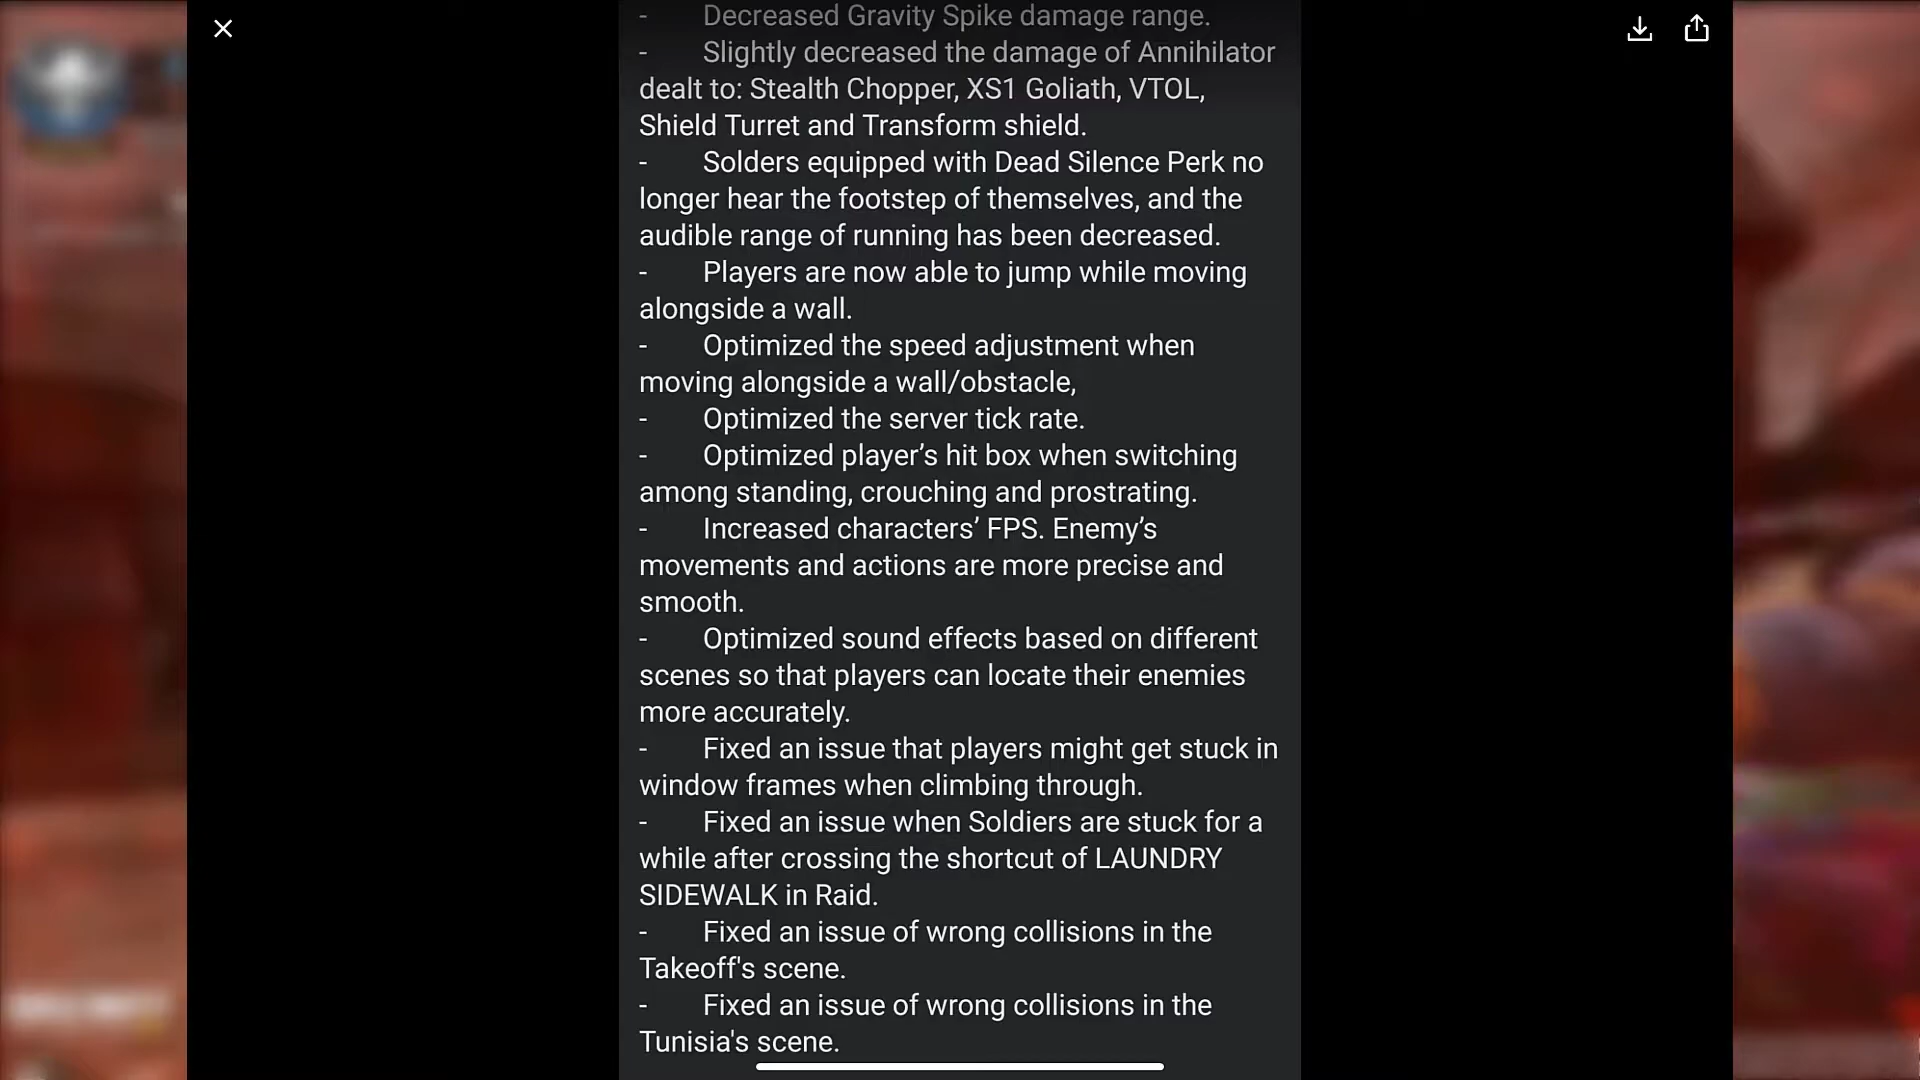 - Decreased Gravity Spike damage range.
- Slightly decreased the damage of Annihilator
dealt to: Stealth Chopper, XS1 Goliath, VTOL,
Shield Turret and Transform shield.
- Solders equipped with Dead Silence Perk no
longer hear the footstep of themselves, and the
audible range of running has been decreased.
- Players are now able to jump while moving
alongside a wall.
- Optimized the speed adjustment when
moving alongside a wall/obstacle,
- Optimized the server tick rate.
- Optimized player’s hit box when switching
among standing, crouching and prostrating.
- Increased characters’ FPS. Enemy’s
movements and actions are more precise and
smooth.
- Optimized sound effects based on different
scenes so that players can locate their enemies
more accurately.
- Fixed an issue that players might get stuck in
window frames when climbing through.
- Fixed an issue when Soldiers are stuck for a
while after crossing the shortcut of LAUNDRY
SIDEWALK in Raid.
- Fixed an issue of wrong collisions in the
Takeoff's scene.
- Fixed an issue of wrong collisions in the
Tunisia's scene.